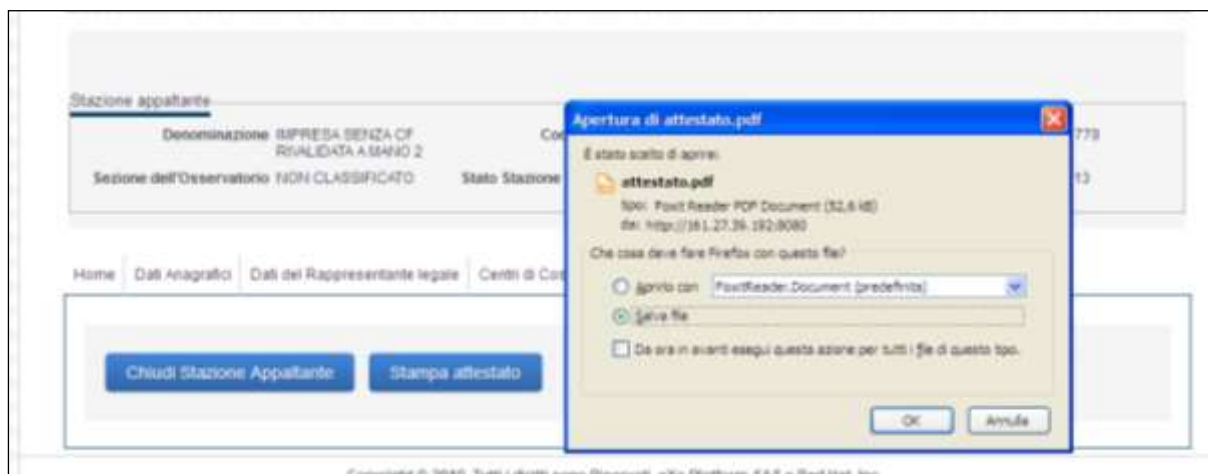 Stazione appaltante
Denominazione IMPRESA SENZA CF
RIVALIDATA A MANO 2
Sezione dell'Osservatorio NON CLASSIFICATO Stato Stazione
Apertura di attestato.pdf
È stato scelto di aprire:
attestato.pdf
tipo: Foxit Reader PDF Document (52,6 kB)
da: http://161.27.39.192:8080
Che cosa deve fare Firefox con questo file?
Aprirlo con FoxitReader.Document (predefinita)
Salva file
Da ora in avanti esegui questa azione per tutti i file di questo tipo.
OK Annulla
Home Dati Anagrafici Dati del Rappresentante legale Centri di Cos
Chiudi Stazione Appaltante Stampa attestato